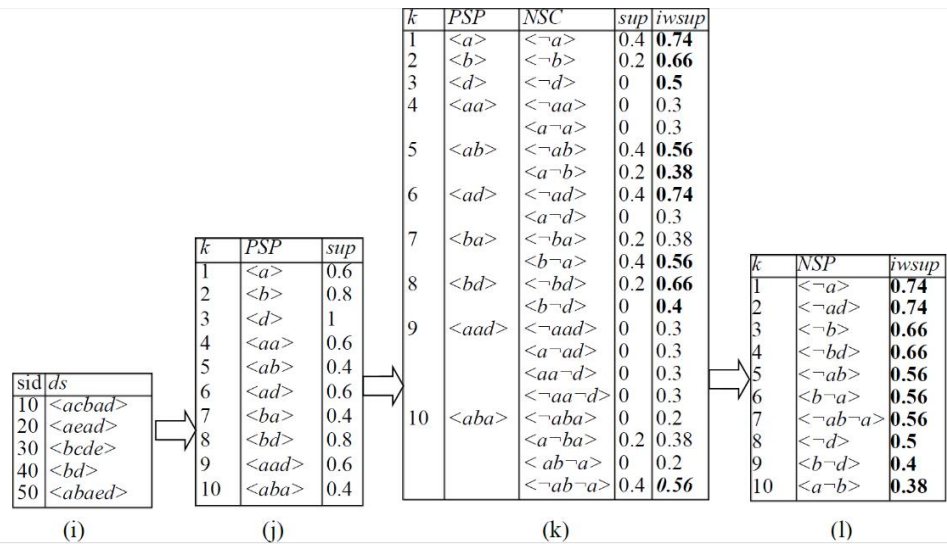 sid ds
10 <acbad>
20 <aead>
30 <bcde>
40 <bd>
50 <abaed>
(i)
k PSP sup
1 <a> 0.6
2 <b> 0.8
3 <d> 1
4 <aa> 0.6
5 <ab> 0.4
6 <ad> 0.6
7 <ba> 0.4
8 <bd> 0.8
9 <aad> 0.6
10 <aba> 0.4
(j)
k PSP NSC sup iwsup
1 <a> <¬a> 0.4 0.74
2 <b> <¬b> 0.2 0.66
3 <d> <¬d> 0 0.5
4 <aa> <¬aa> 0 0.3
<a¬a> 0 0.3
5 <ab> <¬ab> 0.4 0.56
<a¬b> 0.2 0.38
6 <ad> <¬ad> 0.4 0.74
<a¬d> 0 0.3
7 <ba> <¬ba> 0.2 0.38
<b¬a> 0.4 0.56
8 <bd> <¬bd> 0.2 0.66
<b¬d> 0 0.4
9 <aad> <¬aad> 0 0.3
<a¬ad> 0 0.3
<aa¬d> 0 0.3
<¬aa¬d> 0 0.3
10 <aba> <¬aba> 0 0.2
<a¬ba> 0.2 0.38
< ab¬a> 0 0.2
<¬ab¬a> 0.4 0.56
(k)
k NSP iwsup
1 <¬a> 0.74
2 <¬ad> 0.74
3 <¬b> 0.66
4 <¬bd> 0.66
5 <¬ab> 0.56
6 <b¬a> 0.56
7 <¬ab¬a> 0.56
8 <¬d> 0.5
9 <b¬d> 0.4
10 <a¬b> 0.38
(l)